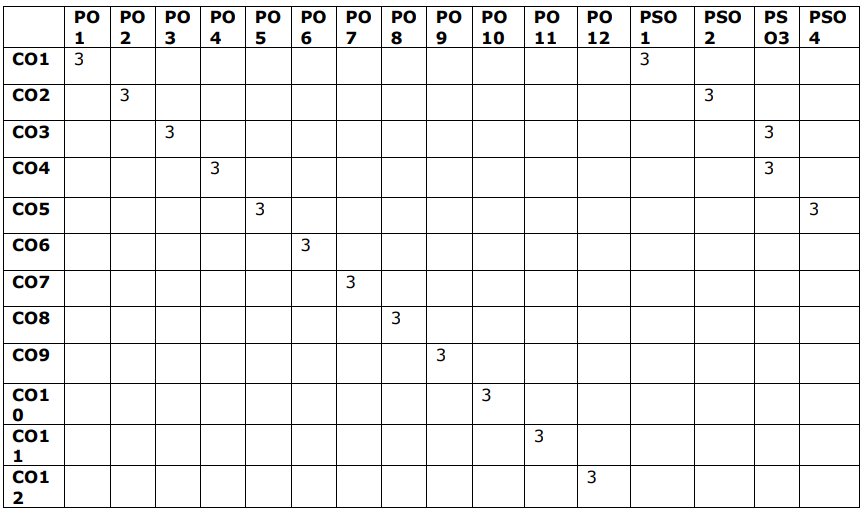 PO 1 PO 2 PO 3 PO 4 PO 5 PO 6 PO 7 PO 8 PO 9 PO 10 PO 11 PO 12 PSO 1 PSO 2 PS O3 PSO 4
CO1 3 3
CO2 3 3
CO3 3 3
CO4 3 3
CO5 3 3
CO6 3
CO7 3
CO8 3
CO9 3
CO1 0 3
CO1 1 3
CO1 2 3